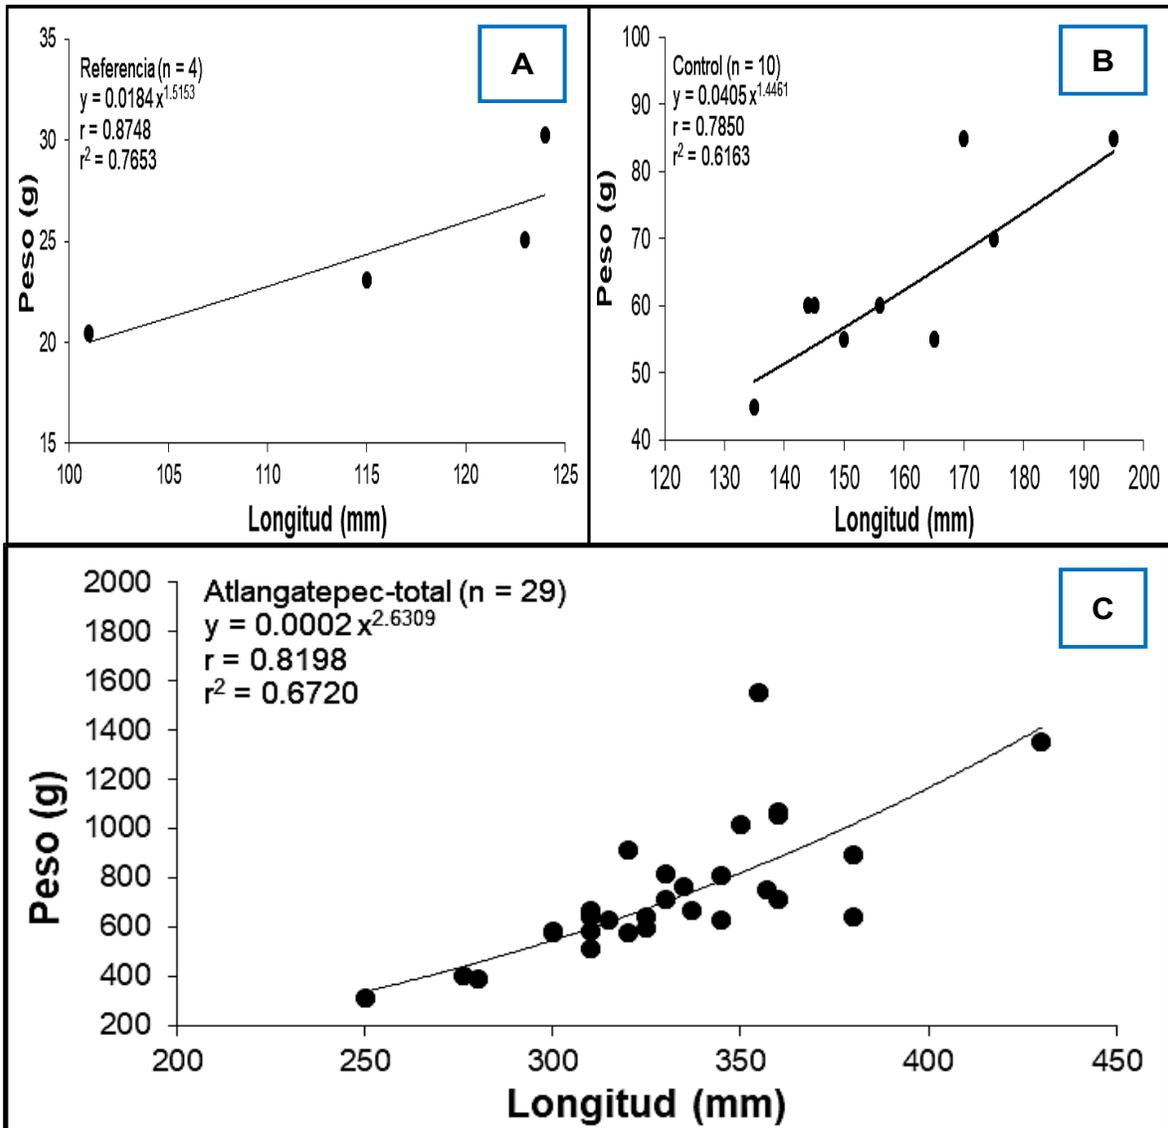 A
35
30
25
20
15
Peso (g)
Referencia (n = 4)
y = 0.0184 x^1.5153
r = 0.8748
r² = 0.7653
100 105 110 115 120 125
Longitud (mm)
B
100
90
80
70
60
50
40
Peso (g)
Control (n = 10)
y = 0.0405 x^1.4461
r = 0.7850
r² = 0.6163
120 130 140 150 160 170 180 190 200
Longitud (mm)
C
2000
1800
1600
1400
1200
1000
800
600
400
200
Peso (g)
Atlangatepec-total (n = 29)
y = 0.0002 x^2.6309
r = 0.8198
r² = 0.6720
200 250 300 350 400 450
Longitud (mm)